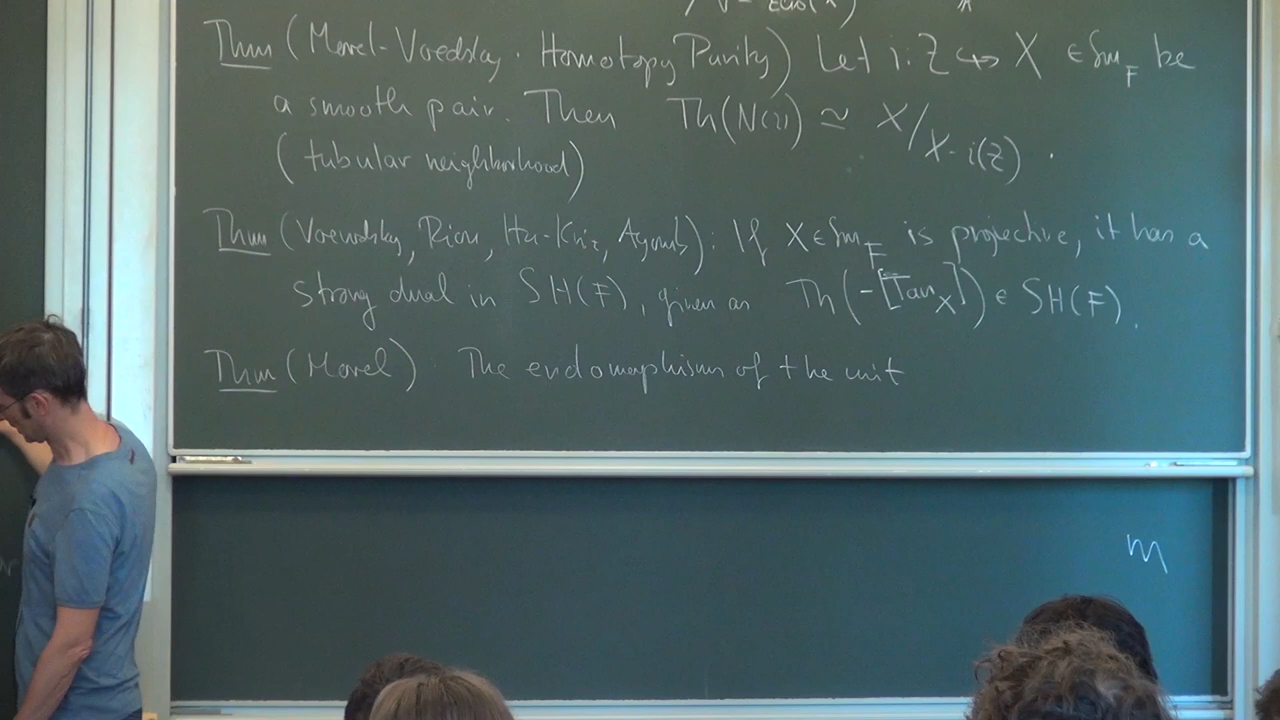 Thm (Morel-Voevodsky. Homotopy Purity) Let i: Z ↪ X ∈ Sm_F be
a smooth pair. Then Th(N(i)) ≃ X/X-i(Z).
(tubular neighborhood)
Thm (Voevodsky, Riou, Hu-Kriz, Ayoub): If X ∈ Sm_F is projective, it has a
strong dual in SH(F), given as Th(-[Tan_X]) ∈ SH(F).
Thm (Morel) The endomorphism of the unit
m